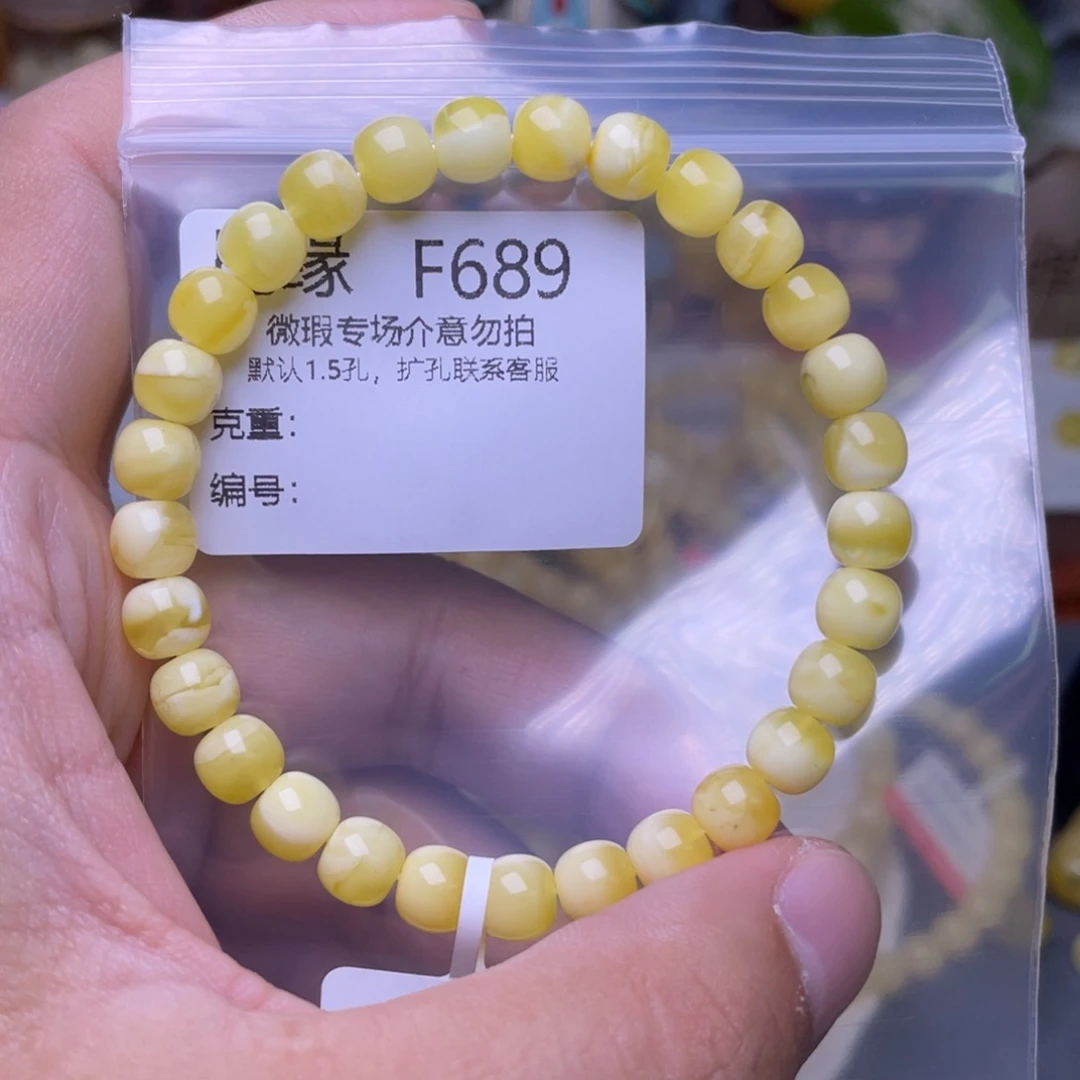 缘 F689
微瑕专场介意勿拍
默认1.5孔，扩孔联系客服
克重：
编号：